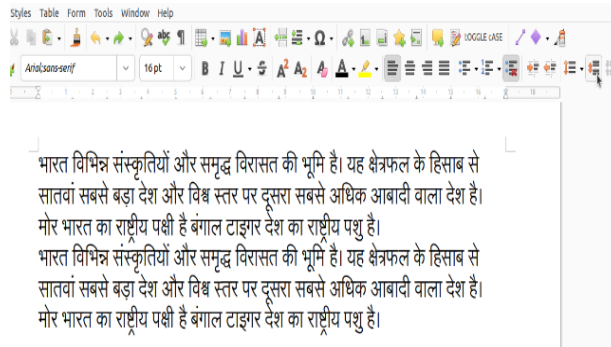 Styles Table Form Tools Window Help
TOGGLE CASE
Arial;sans-serif 16 pt
भारत विभिन्न संस्कृतियों और समृद्ध विरासत की भूमि है। यह क्षेत्रफल के हिसाब से
सातवां सबसे बड़ा देश और विश्व स्तर पर दूसरा सबसे अधिक आबादी वाला देश है।
मोर भारत का राष्ट्रीय पक्षी है बंगाल टाइगर देश का राष्ट्रीय पशु है।
भारत विभिन्न संस्कृतियों और समृद्ध विरासत की भूमि है। यह क्षेत्रफल के हिसाब से
सातवां सबसे बड़ा देश और विश्व स्तर पर दूसरा सबसे अधिक आबादी वाला देश है।
मोर भारत का राष्ट्रीय पक्षी है बंगाल टाइगर देश का राष्ट्रीय पशु है।